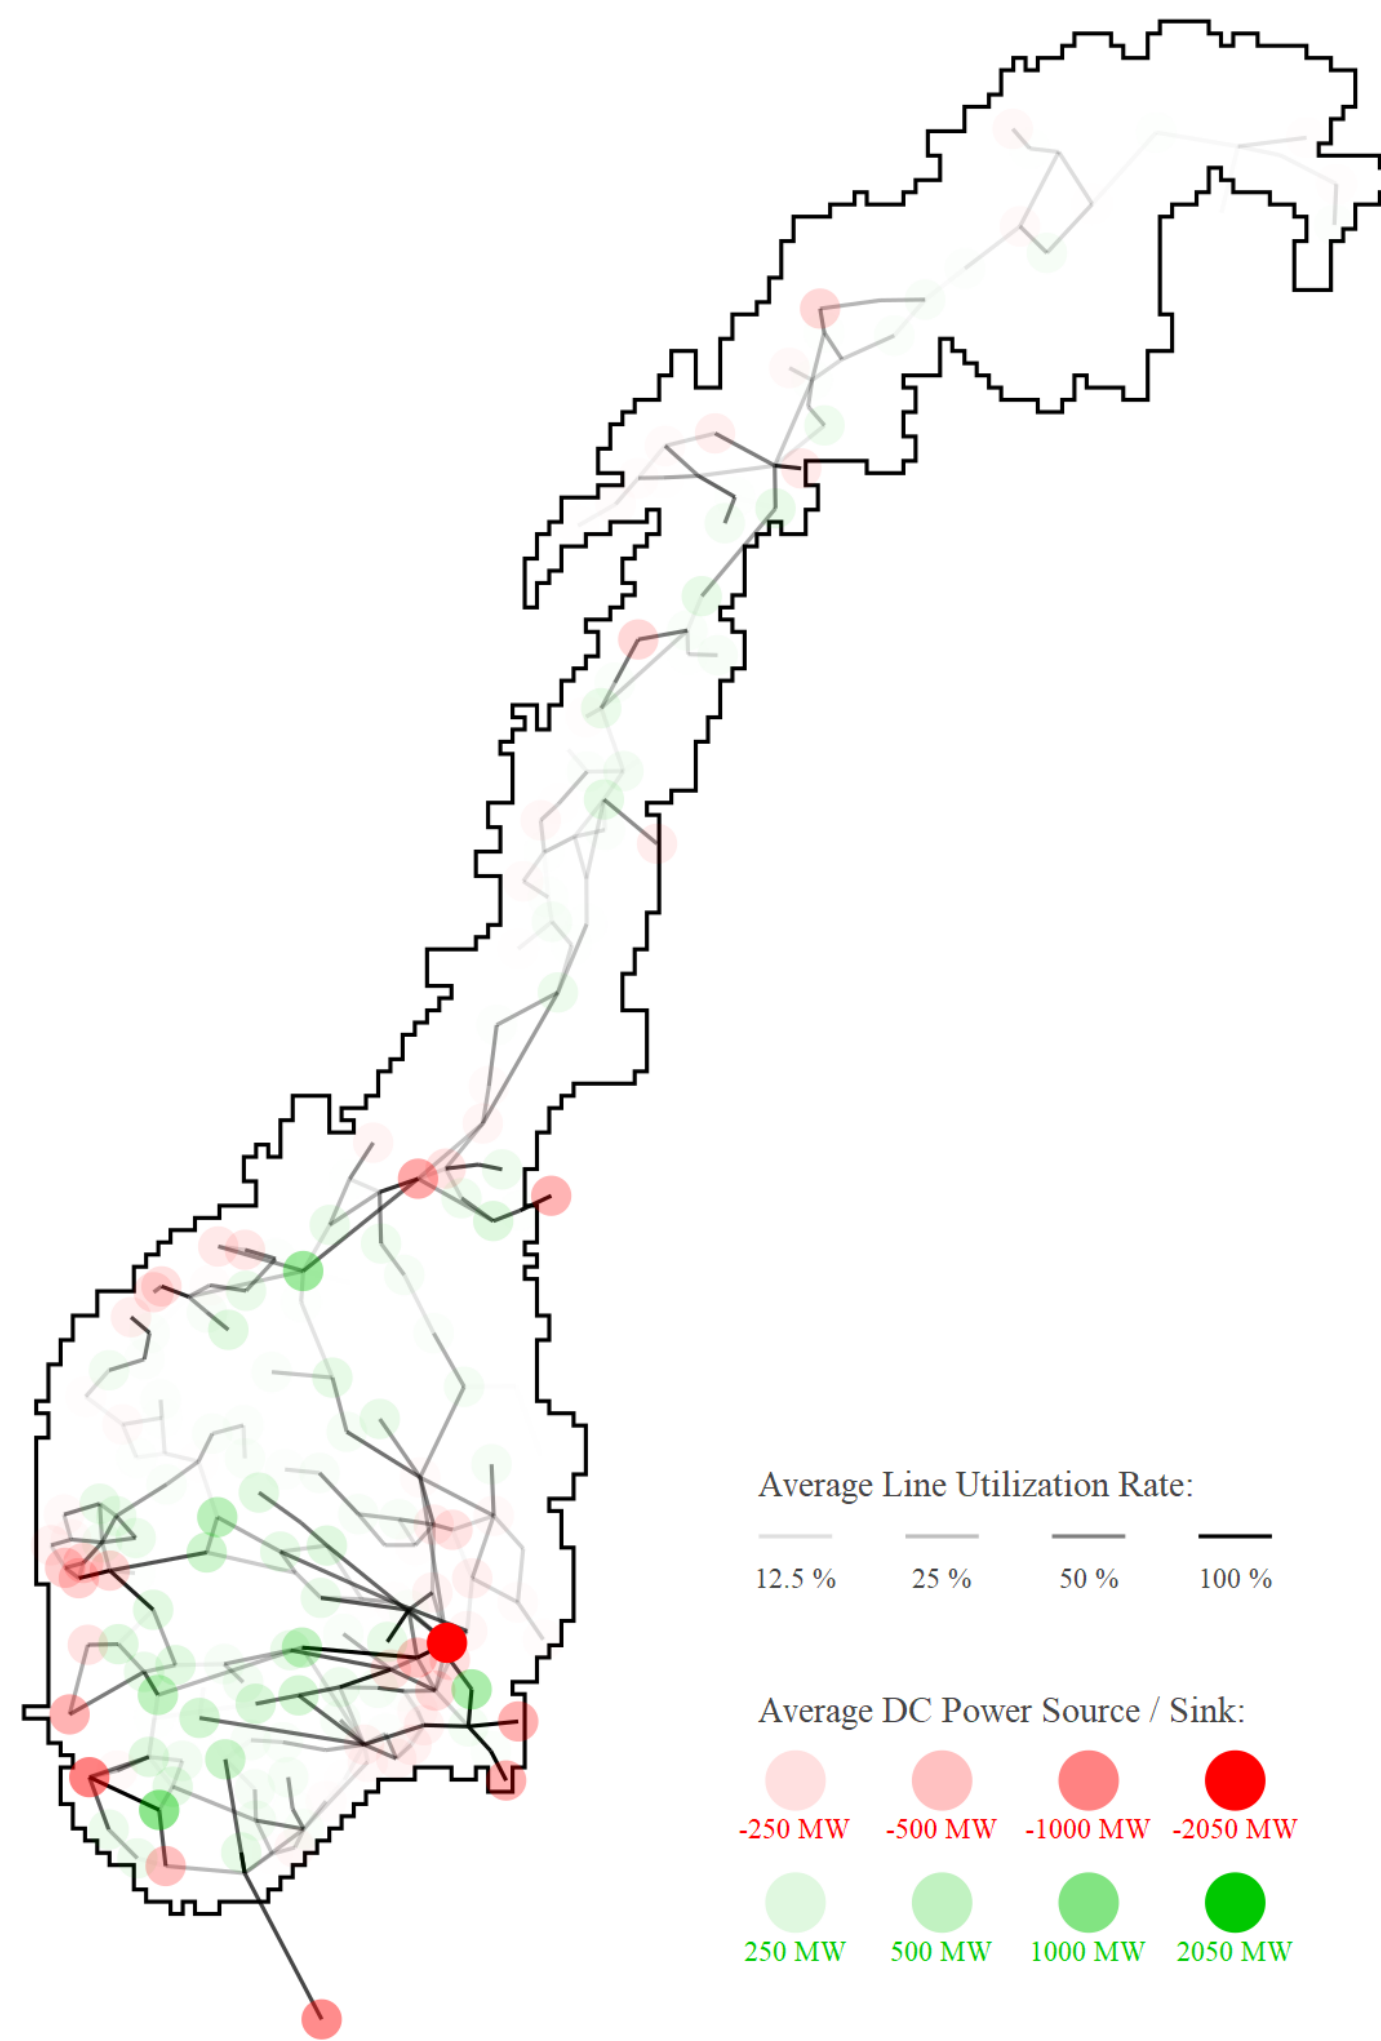 Average Line Utilization Rate:
12.5 % 25 % 50 % 100 %
Average DC Power Source / Sink:
-250 MW -500 MW -1000 MW -2050 MW
250 MW 500 MW 1000 MW 2050 MW